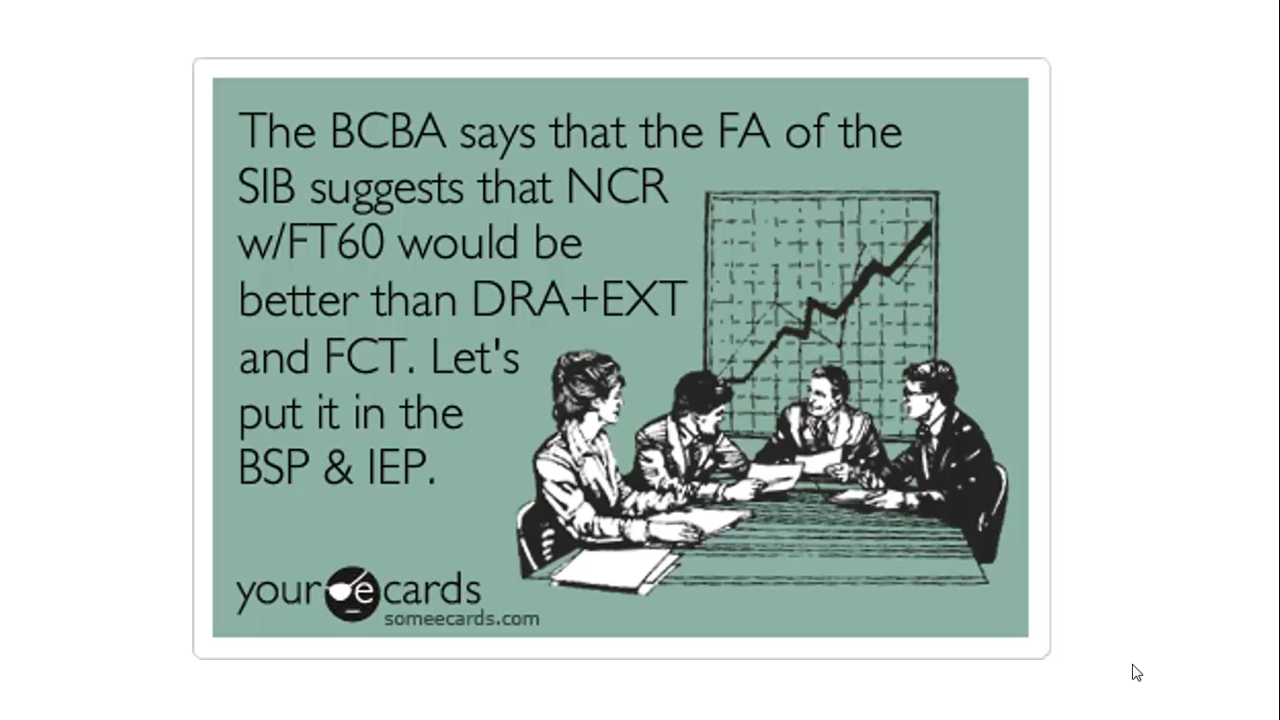 The BCBA says that the FA of the
SIB suggests that NCR
w/FT60 would be
better than DRA+EXT
and FCT. Let's
put it in the
BSP & IEP.
your e cards
someecards.com